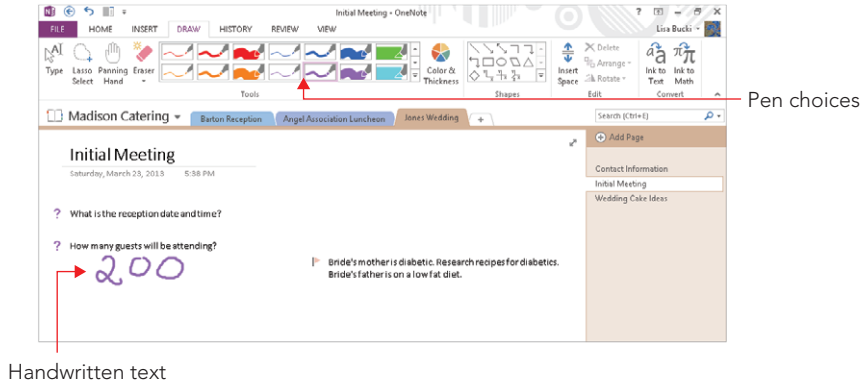 Initial Meeting - OneNote
FILE HOME INSERT DRAW HISTORY REVIEW VIEW Lisa Bucki
Type Lasso Select Panning Hand Eraser Color & Thickness Insert Space Delete Arrange Rotate Ink to Text Ink to Math
Tools Shapes Edit Convert
Pen choices
Madison Catering Barton Reception Angel Association Luncheon Jones Wedding + Search (Ctrl+E)
Add Page
Initial Meeting
Saturday, March 23, 2013 5:38 PM
Contact Information
Initial Meeting
Wedding Cake Ideas
? What is the reception date and time?
? How many guests will be attending?
200
Bride's mother is diabetic. Research recipes for diabetics.
Bride's father is on a low fat diet.
Handwritten text